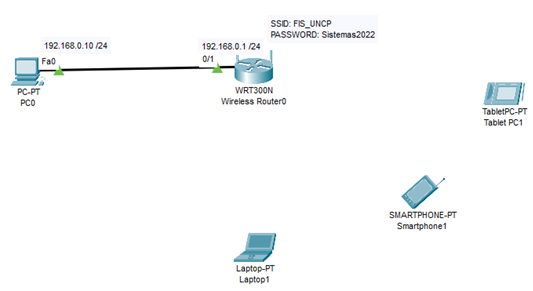 SSID: FIS_UNCP
PASSWORD: Sistemas2022
192.168.0.10 /24
192.168.0.1 /24
Fa0
0/1
PC-PT
PC0
WRT300N
Wireless Router0
TabletPC-PT
Tablet PC1
SMARTPHONE-PT
Smartphone1
Laptop-PT
Laptop1